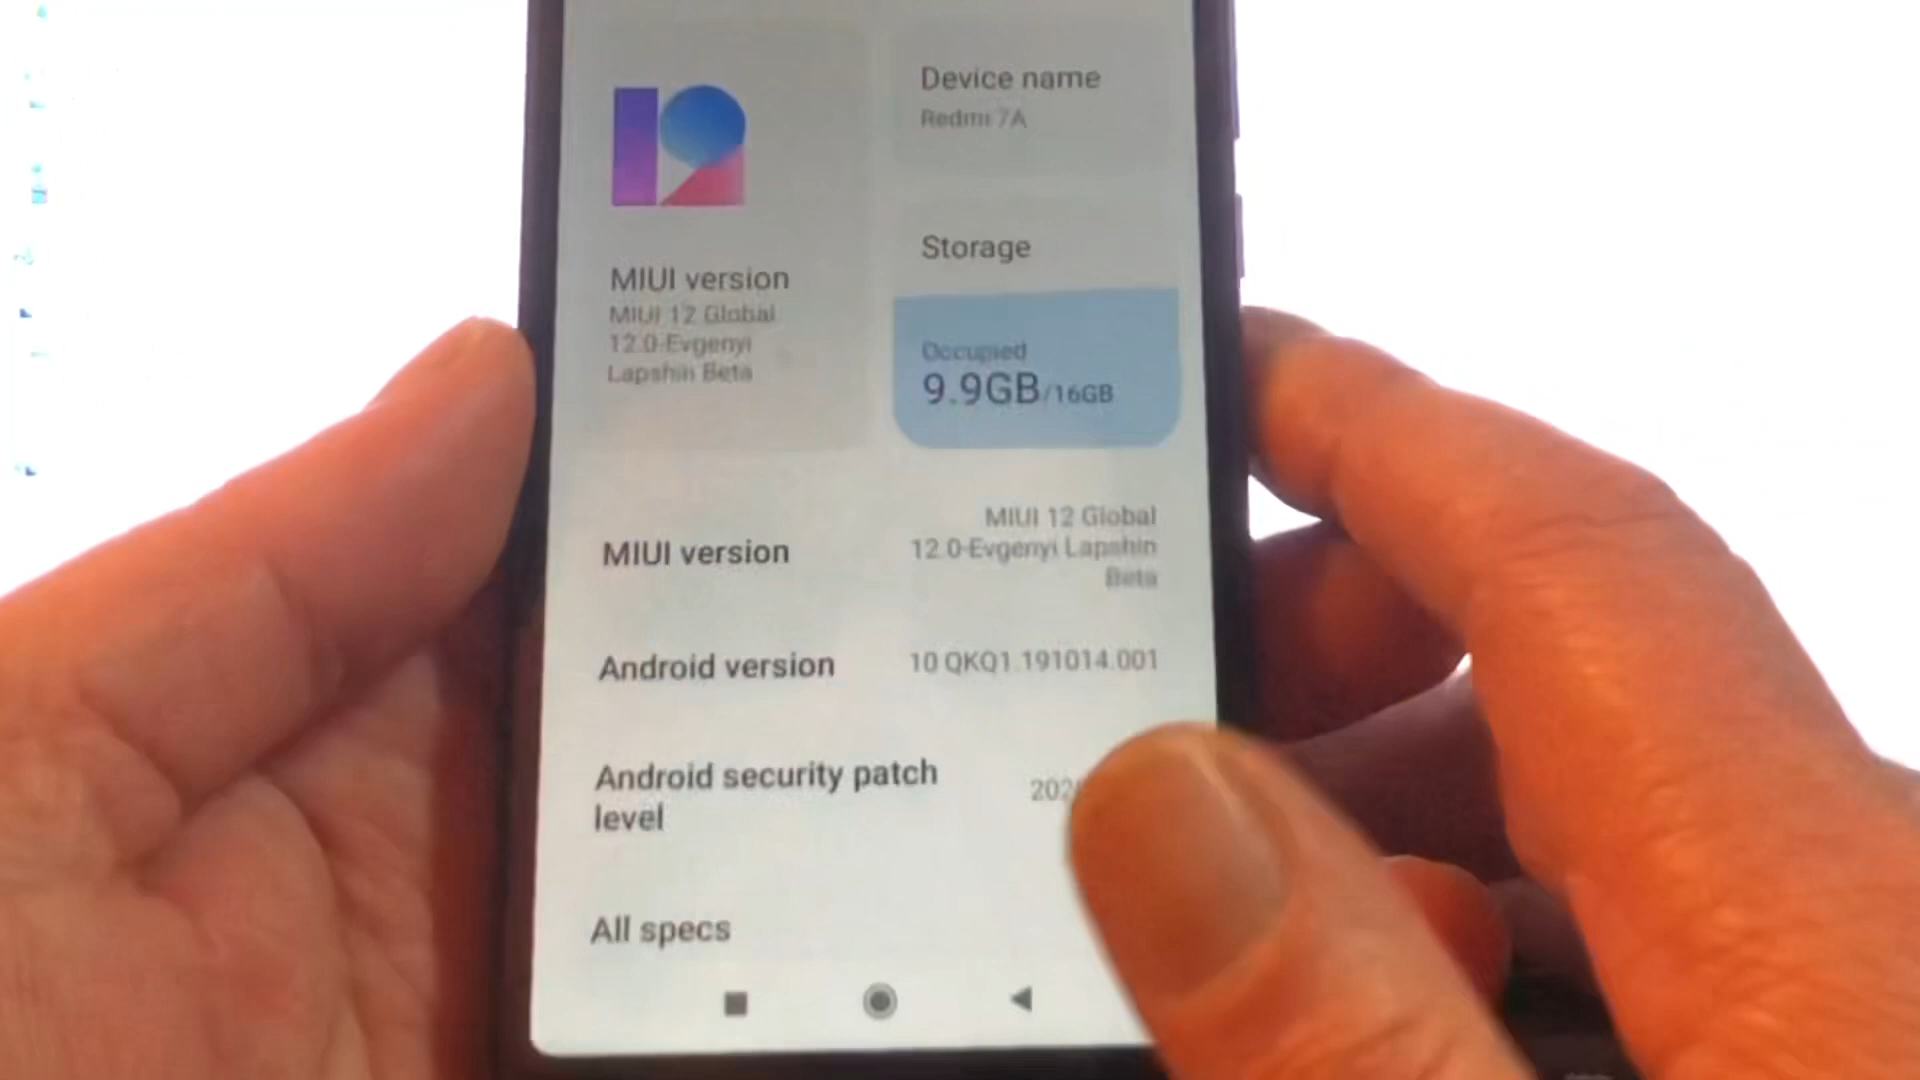 MIUI version
MIUI 12 Global
12.0-Evgenyi
Lapshin Beta
Device name
Redmi 7A
Storage
Occupied
9.9GB/16GB
MIUI version
MIUI 12 Global
12.0-Evgenyi Lapshin
Beta
Android version
10 QKQ1.191014.001
Android security patch
level
All specs